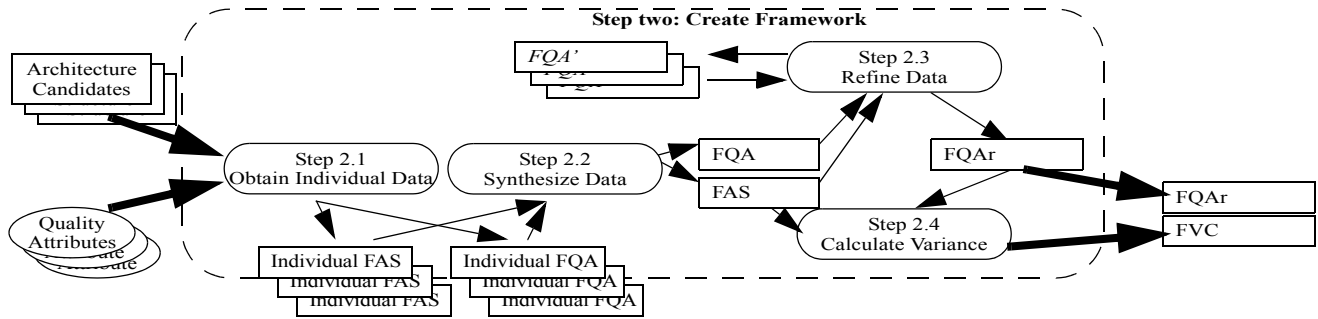 Step two: Create Framework
FQA'
Architecture
Candidates
Step 2.3
Refine Data
Step 2.1
Obtain Individual Data
Step 2.2
Synthesize Data
FQA
FAS
FQAr
FQAr
FVC
Quality
Attributes
Attribute
Step 2.4
Calculate Variance
Individual FAS
Individual FAS
Individual FAS
Individual FQA
Individual FQA
Individual FQA